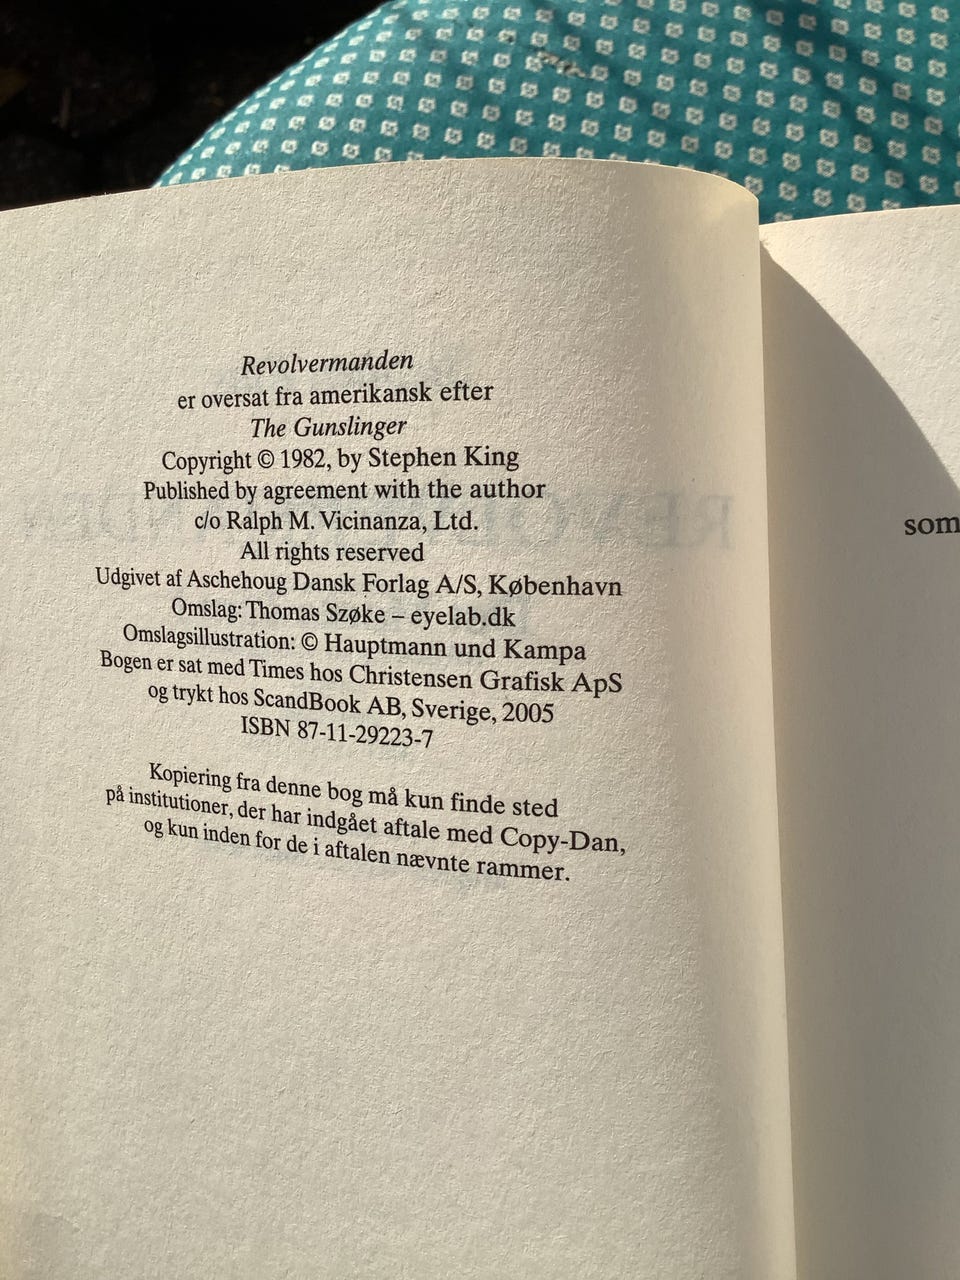 Revolvermanden
er oversat fra amerikansk efter
The Gunslinger
Copyright © 1982, by Stephen King
Published by agreement with the author
c/o Ralph M. Vicinanza, Ltd.
All rights reserved
Udgivet af Aschehoug Dansk Forlag A/S, København
Omslag: Thomas Szøke – eyelab.dk
Omslagsillustration: © Hauptmann und Kampa
Bogen er sat med Times hos Christensen Grafisk ApS
og trykt hos ScandBook AB, Sverige, 2005
ISBN 87-11-29223-7
Kopiering fra denne bog må kun finde sted
på institutioner, der har indgået aftale med Copy-Dan,
og kun inden for de i aftalen nævnte rammer.
som